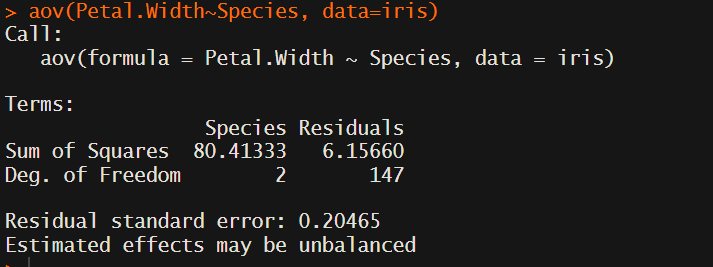 > aov(Petal.Width~Species, data=iris)
Call:
   aov(formula = Petal.Width ~ Species, data = iris)

Terms:
                 Species Residuals
Sum of Squares  80.41333   6.15660
Deg. of Freedom        2       147

Residual standard error: 0.20465
Estimated effects may be unbalanced
>